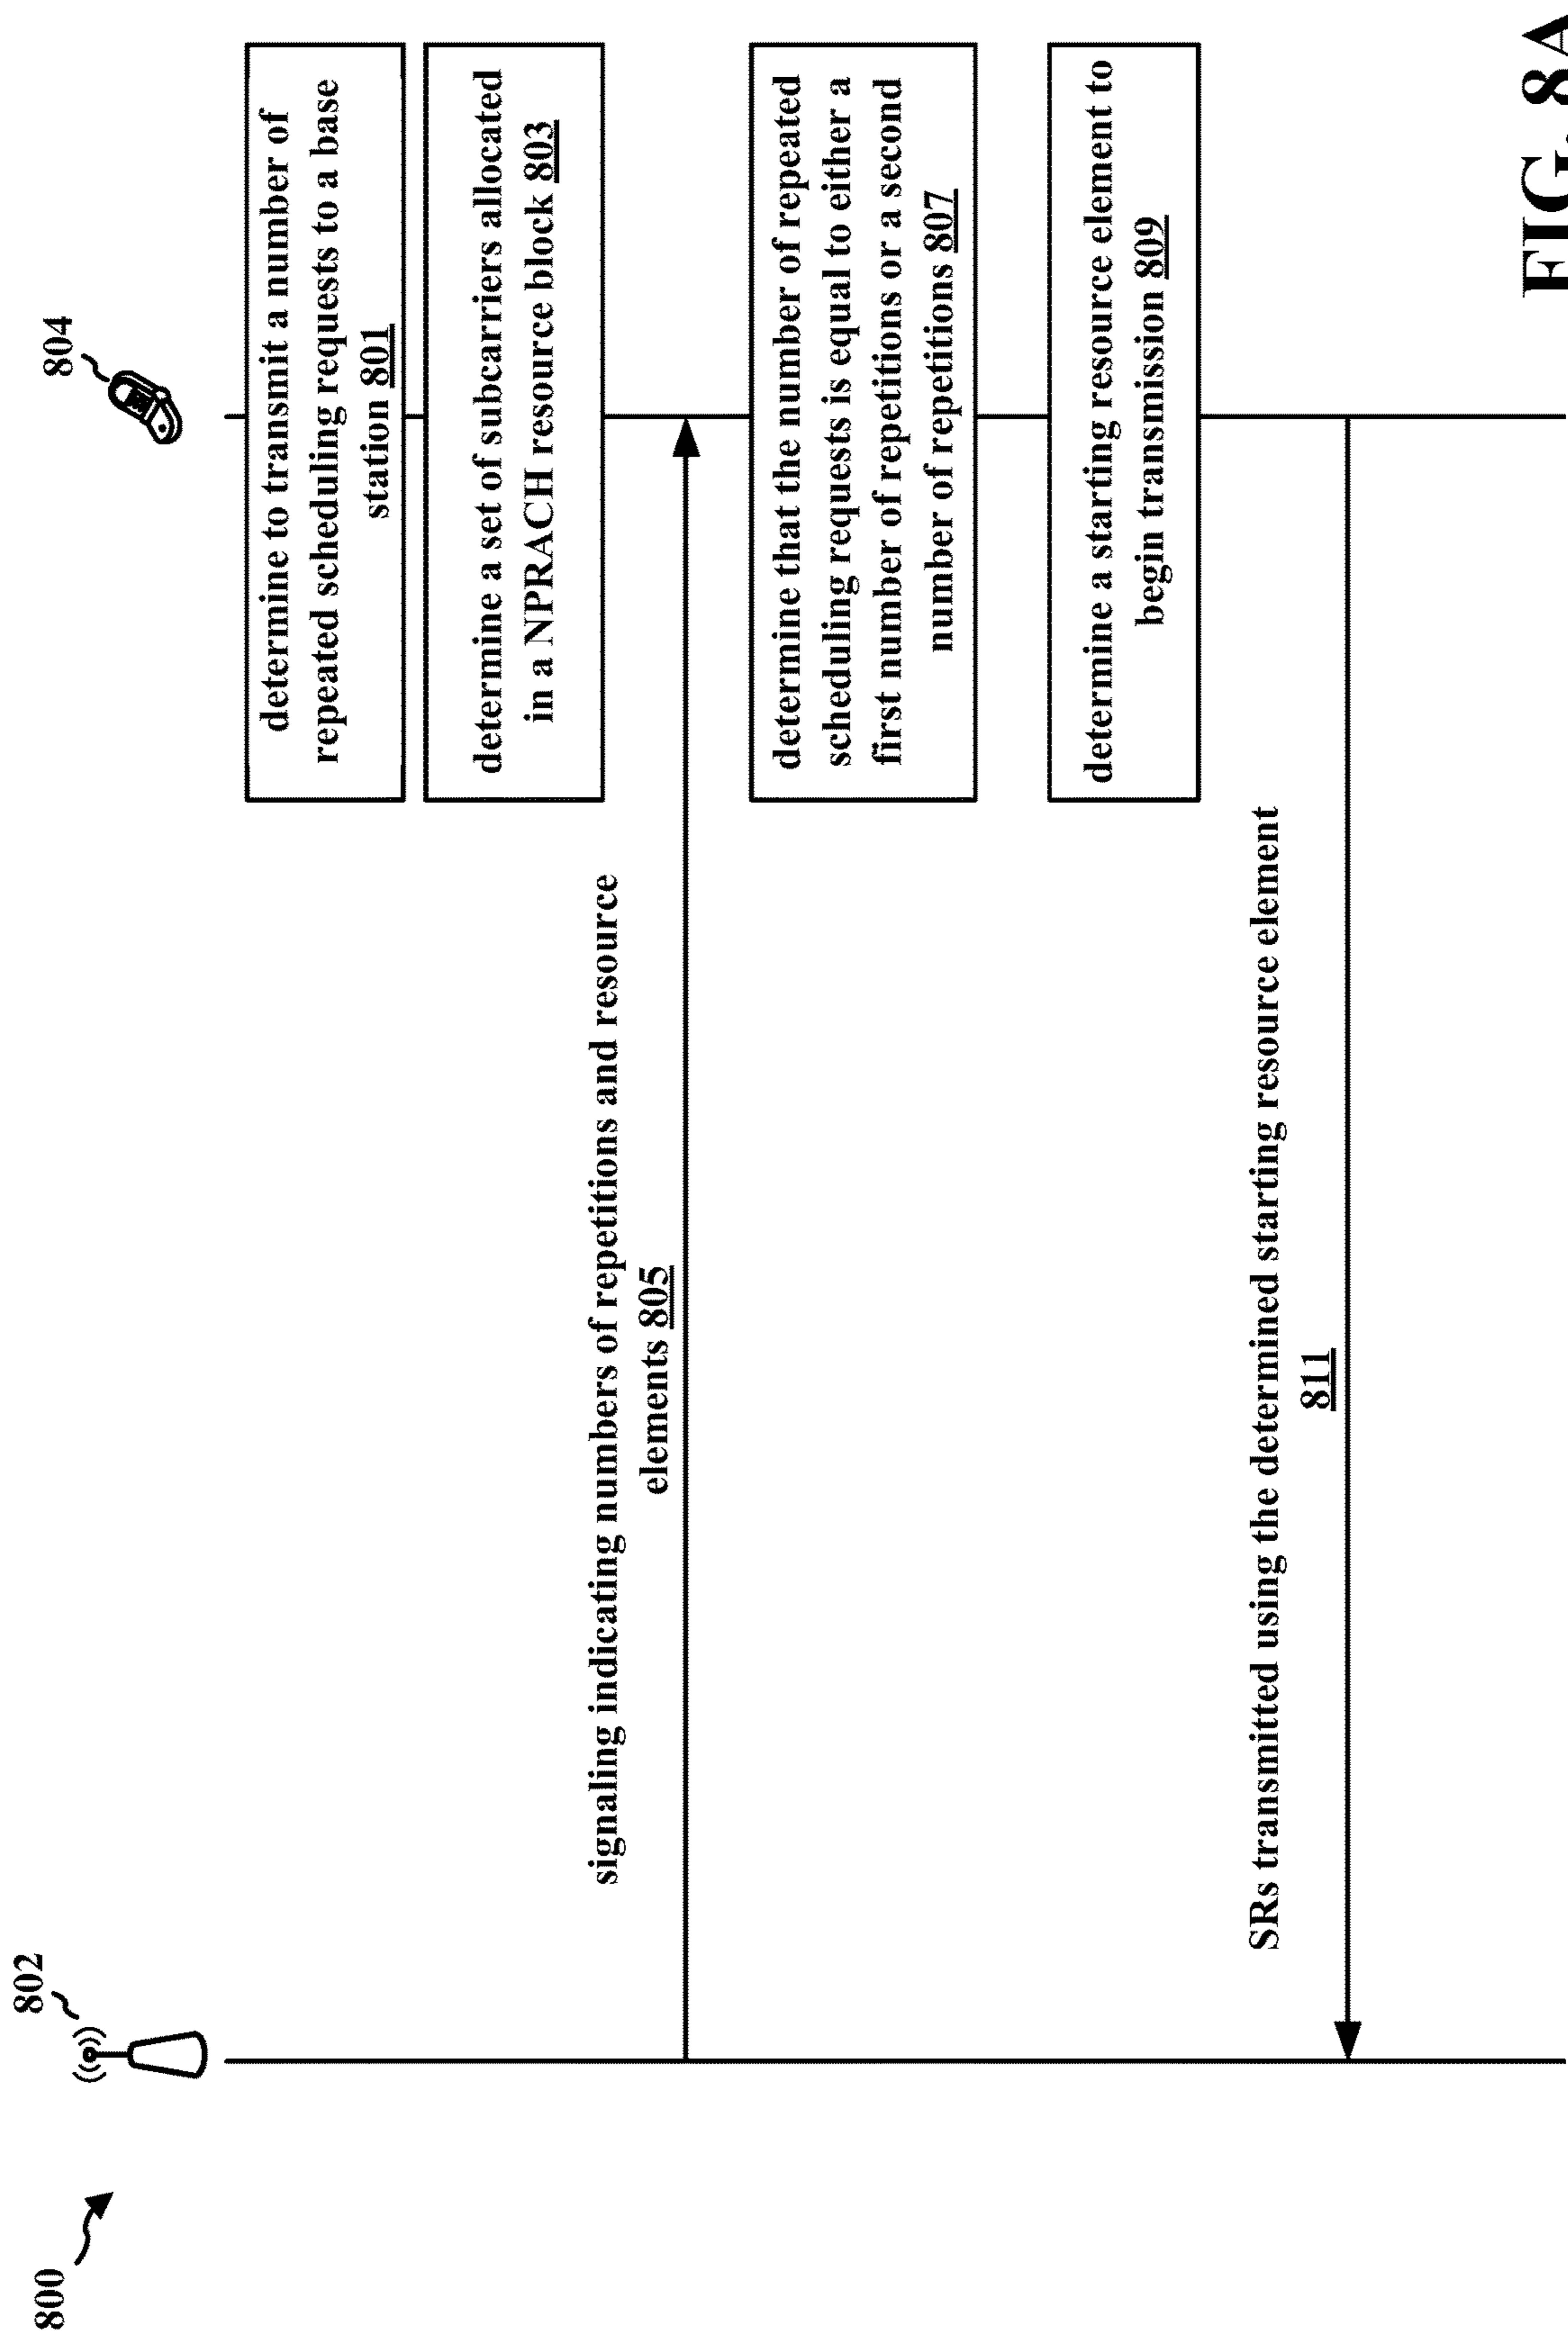 800
802
804
determine to transmit a number of
repeated scheduling requests to a base
station 801
determine a set of subcarriers allocated
in a NPRACH resource block 803
signaling indicating numbers of repetitions and resource
elements 805
determine that the number of repeated
scheduling requests is equal to either a
first number of repetitions or a second
number of repetitions 807
determine a starting resource element to
begin transmission 809
SRs transmitted using the determined starting resource element
811
FIG. 8A